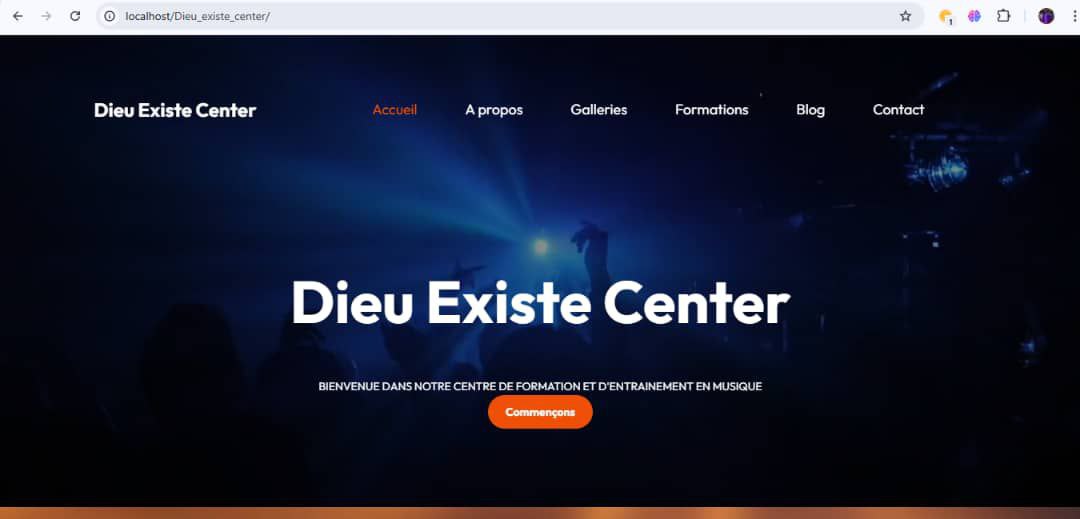 localhost/Dieu_existe_center/
1
Dieu Existe Center
Accueil
A propos
Galleries
Formations
Blog
Contact
Dieu Existe Center
BIENVENUE DANS NOTRE CENTRE DE FORMATION ET D'ENTRAINEMENT EN MUSIQUE
Commençons